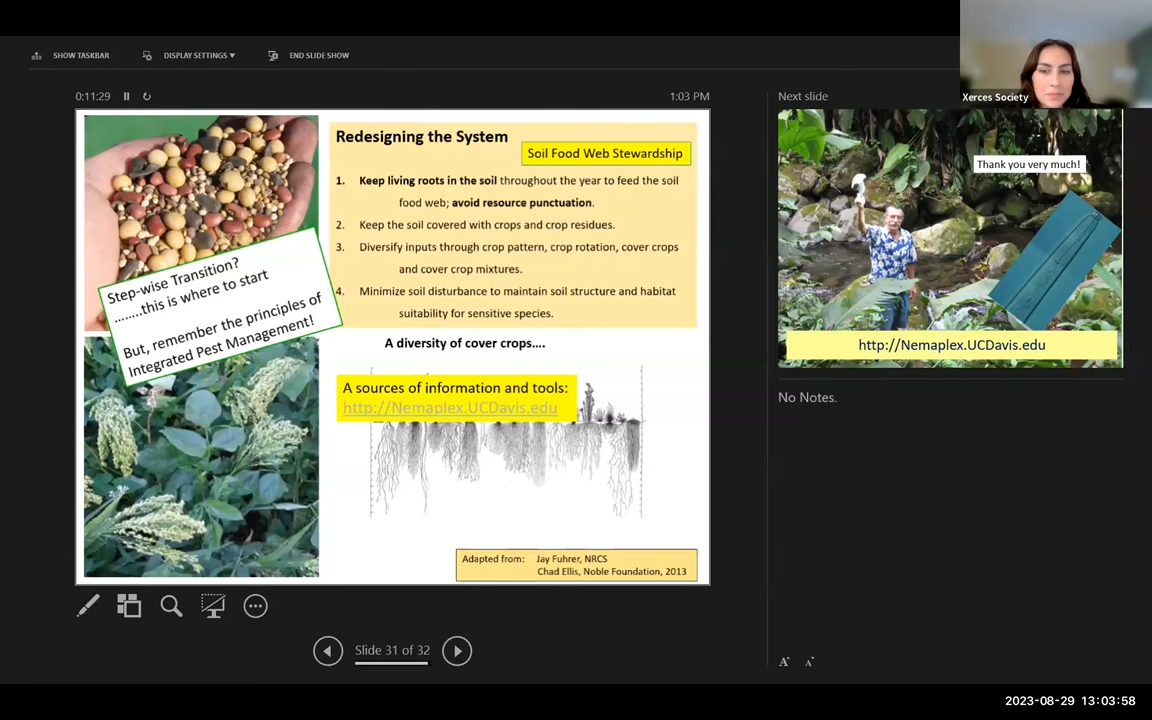 SHOW TASKBAR
DISPLAY SETTINGS ▾
END SLIDE SHOW
Xerces Society
0:11:29
1:03 PM
Next slide
Redesigning the System
Soil Food Web Stewardship
1. Keep living roots in the soil throughout the year to feed the soil
food web; avoid resource punctuation.
2. Keep the soil covered with crops and crop residues.
3. Diversify inputs through crop pattern, crop rotation, cover crops
and cover crop mixtures.
4. Minimize soil disturbance to maintain soil structure and habitat
suitability for sensitive species.
Step-wise Transition?
........this is where to start
But, remember the principles of
Integrated Pest Management!
A diversity of cover crops....
A sources of information and tools:
http://Nemaplex.UCDavis.edu
Adapted from: Jay Fuhrer, NRCS
Chad Ellis, Noble Foundation, 2013
Thank you very much!
http://Nemaplex.UCDavis.edu
No Notes.
Slide 31 of 32
A A
2023-08-29 13:03:58